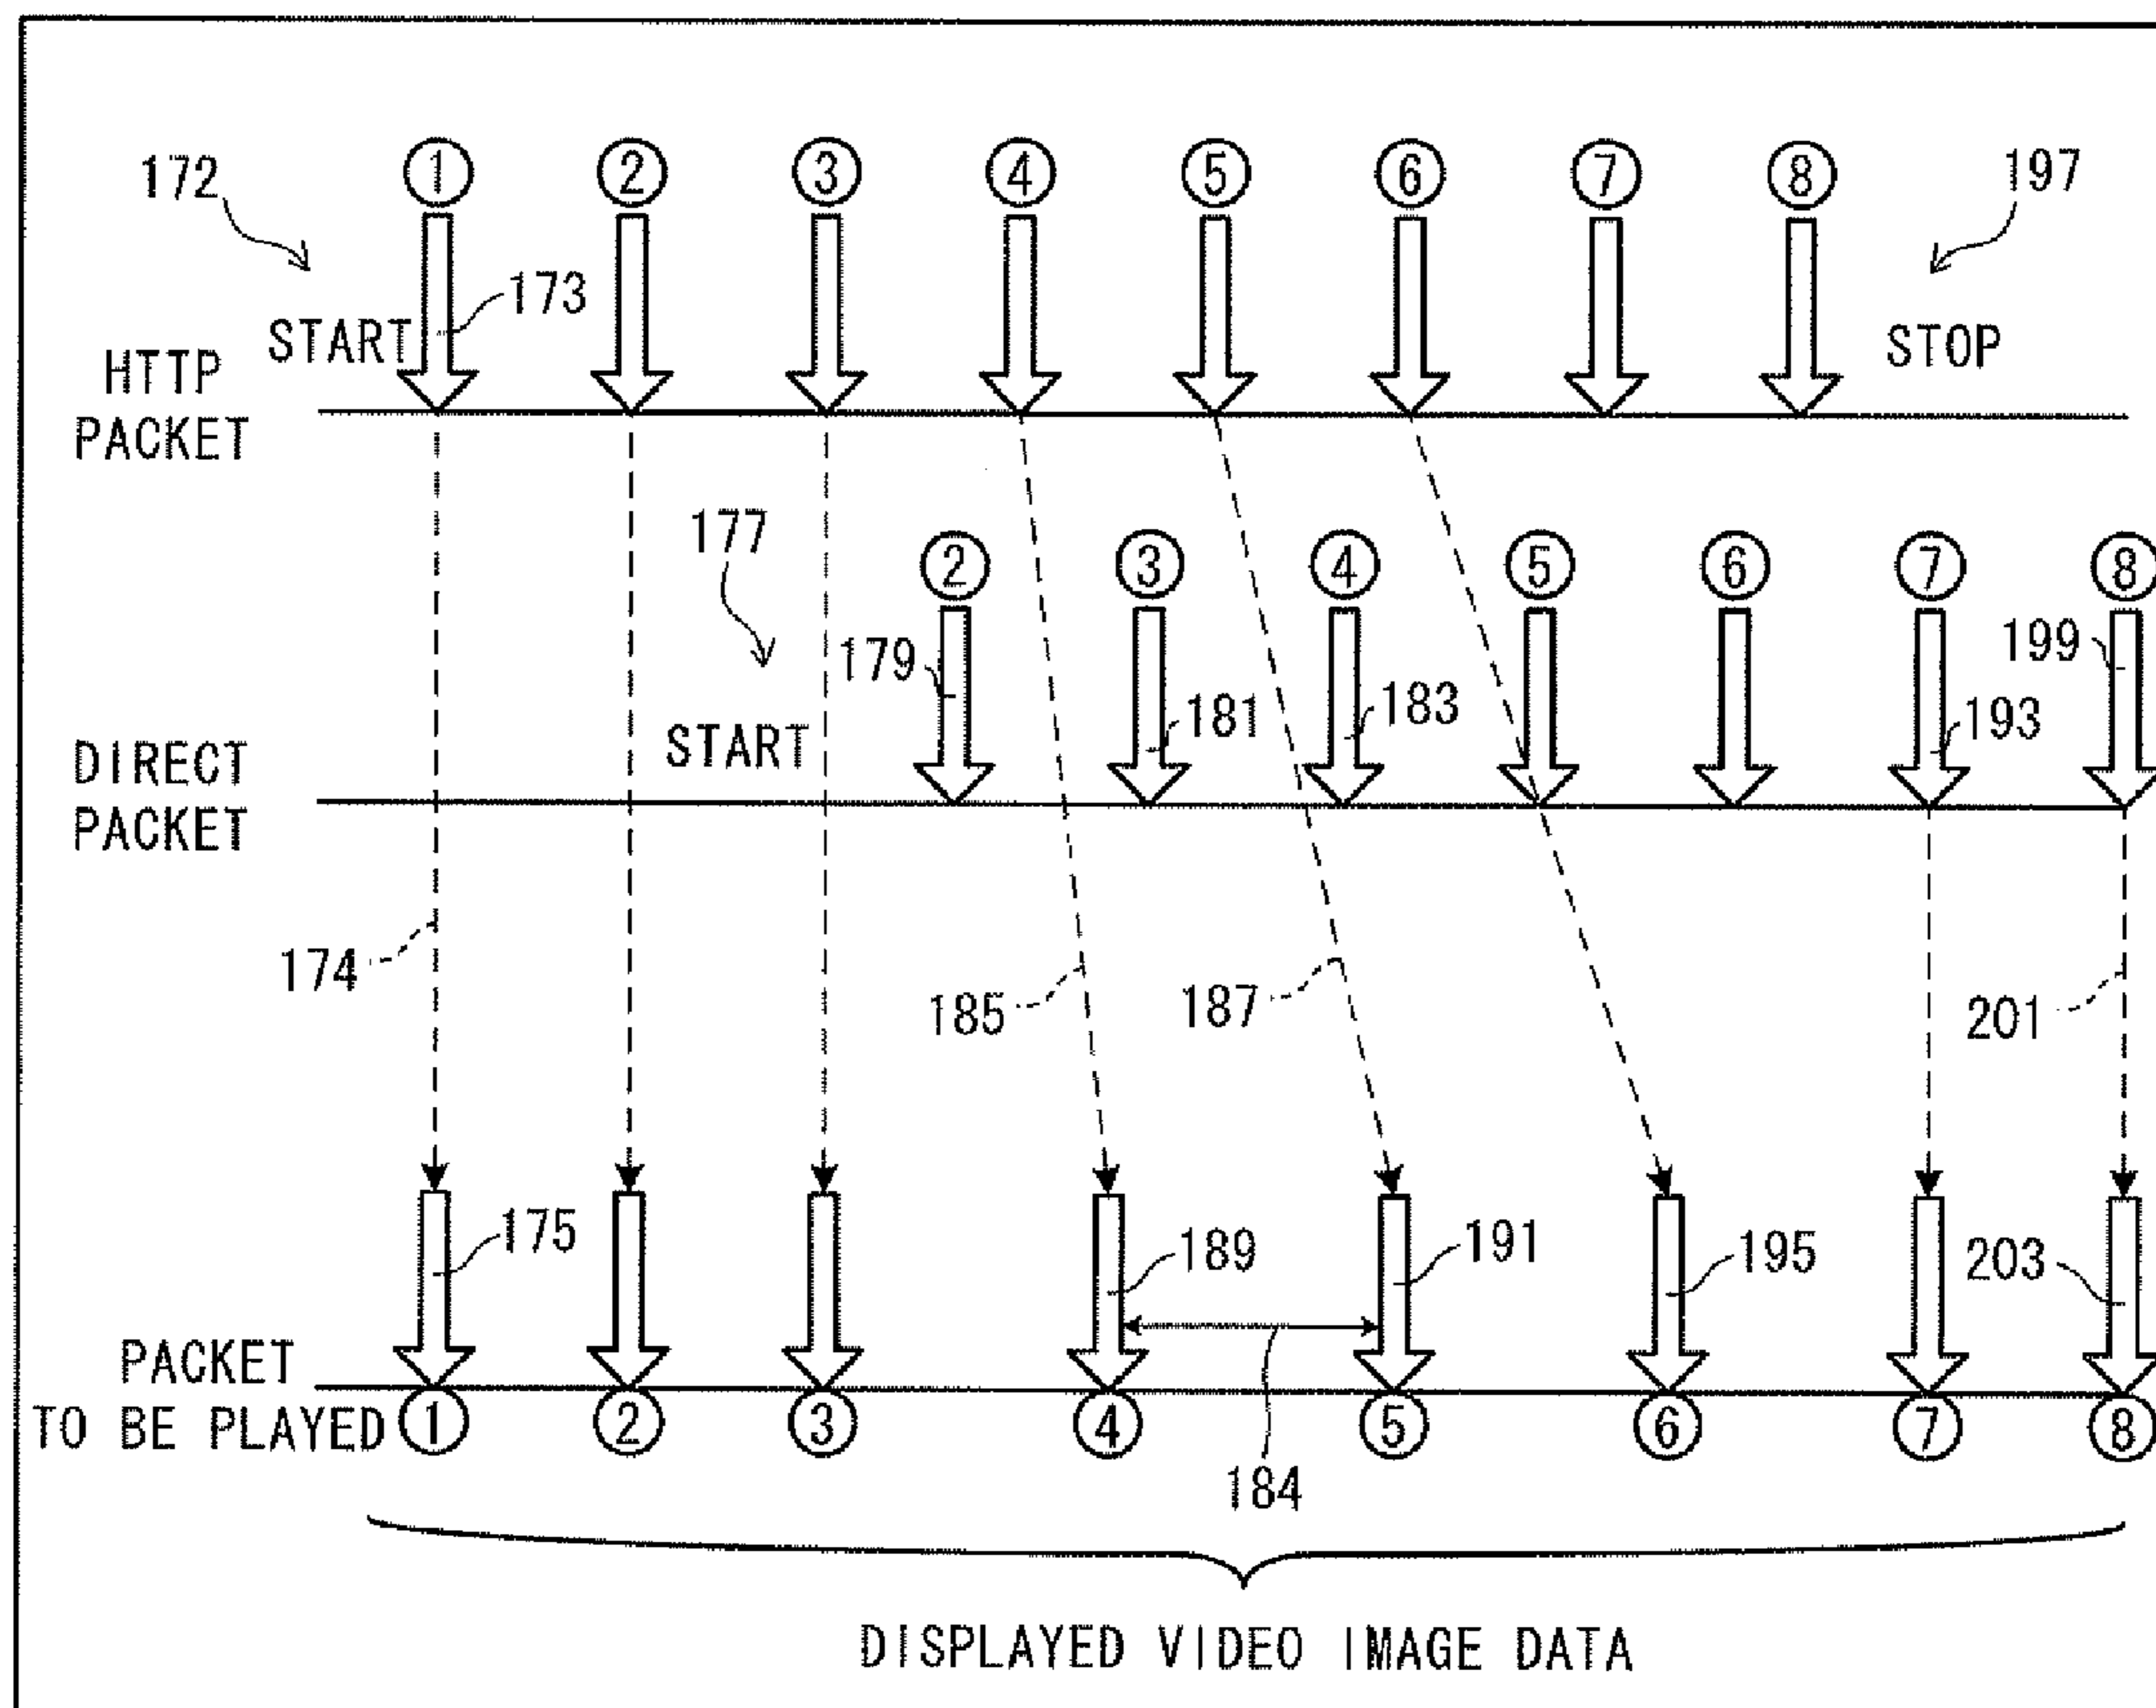 ① ② ③ ④ ⑤ ⑥ ⑦ ⑧
172 197
173
START STOP
HTTP
PACKET
177
② ③ ④ ⑤ ⑥ ⑦ ⑧
179 199
181 183 193
START
DIRECT
PACKET
174 185 187 201
175 189 191 195 203
PACKET
TO BE PLAYED
① ② ③ ④ ⑤ ⑥ ⑦ ⑧
184
DISPLAYED VIDEO IMAGE DATA